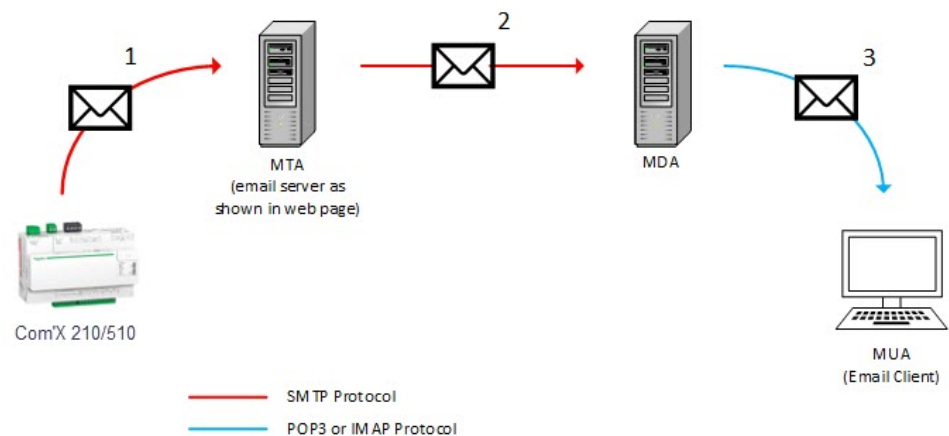 1
2
3
MTA
(email server as
shown in web page)
MDA
Com'X 210/510
MUA
(Email Client)
SMTP Protocol
POP3 or IMAP Protocol